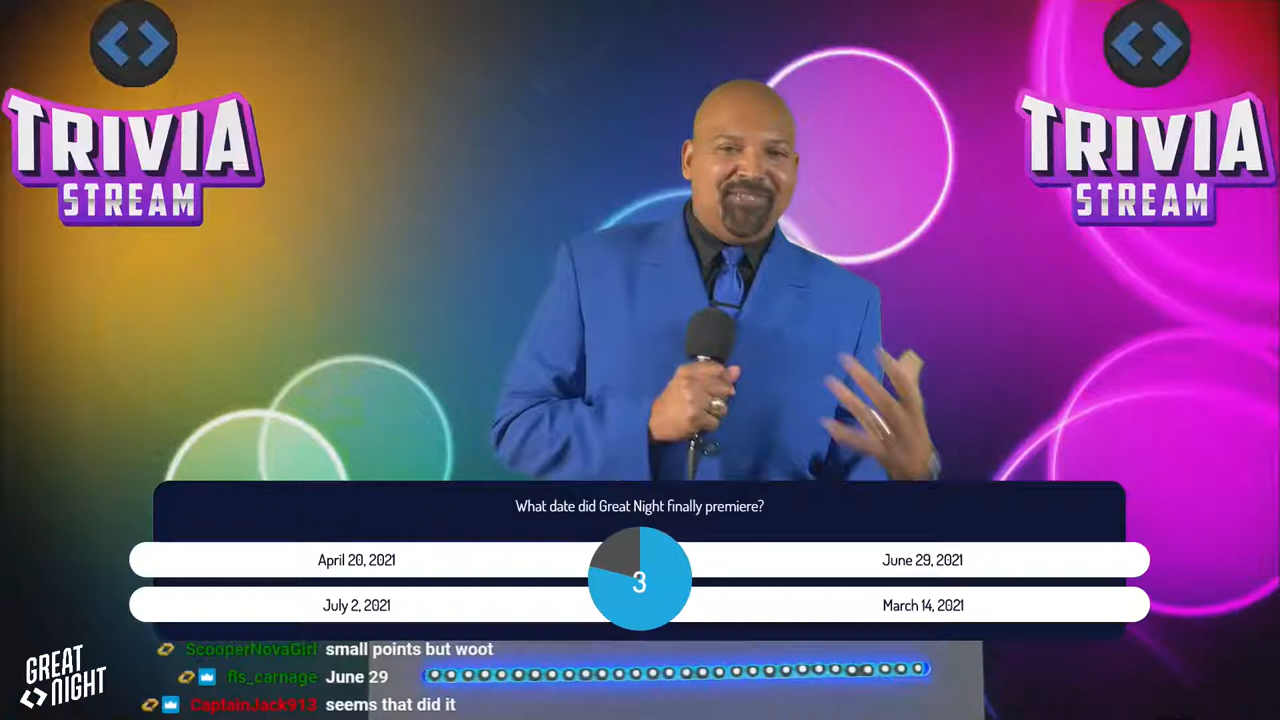 TRIVIA
STREAM
TRIVIA
STREAM
What date did Great Night finally premiere?
April 20, 2021
June 29, 2021
3
July 2, 2021
March 14, 2021
ScooperNovaGirl small points but woot
fls_carnage June 29
CaptainJack913 seems that did it
GREAT
NIGHT